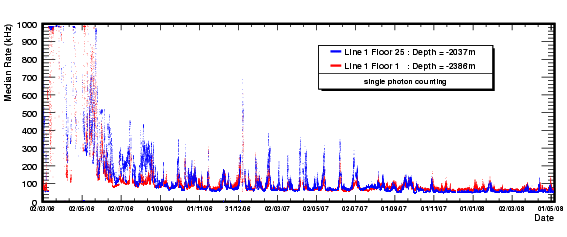 Median Rate (kHz)
1000
900
800
700
600
500
400
300
200
100
0
Line 1 Floor 25 : Depth = -2037m
Line 1 Floor 1 : Depth = -2386m
single photon counting
02/03/06 02/05/06 02/07/06 01/09/06 01/11/06 31/12/06 02/03/07 02/05/07 02/07/07 01/09/07 01/11/07 01/01/08 02/03/08 01/05/08
Date